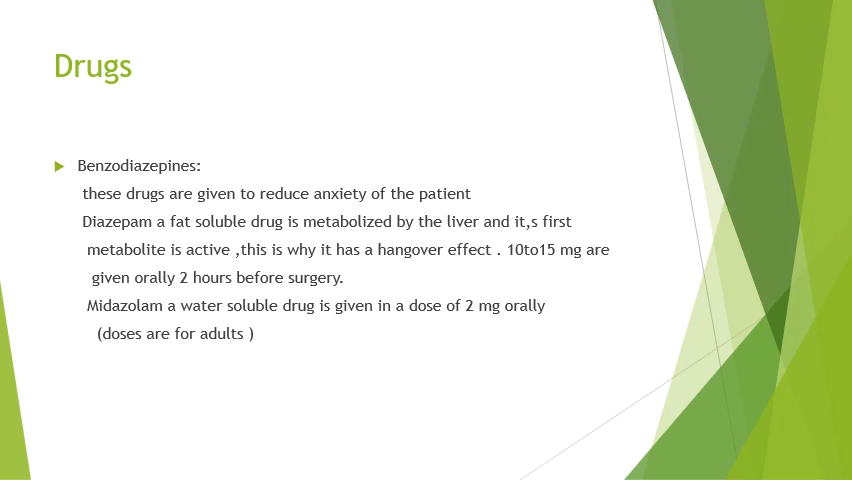 Drugs
Benzodiazepines:
these drugs are given to reduce anxiety of the patient
Diazepam a fat soluble drug is metabolized by the liver and it,s first
metabolite is active ,this is why it has a hangover effect . 10to15 mg are
given orally 2 hours before surgery.
Midazolam a water soluble drug is given in a dose of 2 mg orally
(doses are for adults )